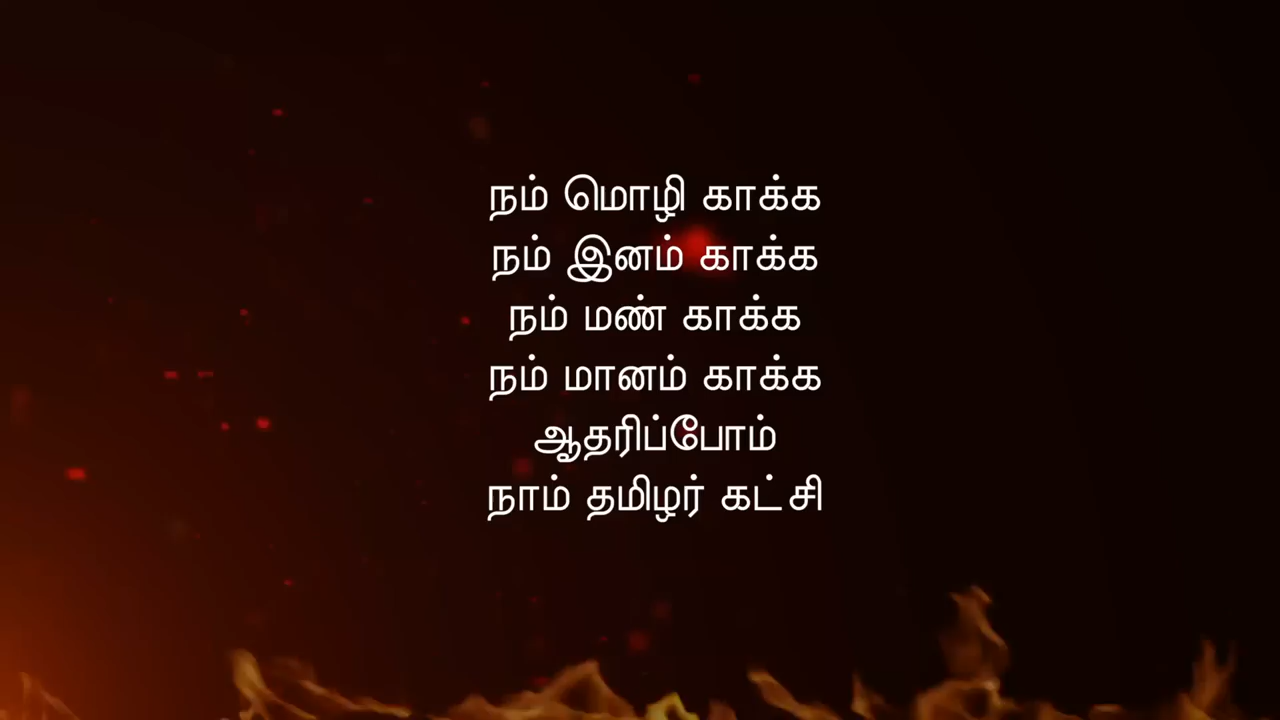 நம் மொழி காக்க
நம் இனம் காக்க
நம் மண் காக்க
நம் மானம் காக்க
ஆதரிப்போம்
நாம் தமிழர் கட்சி